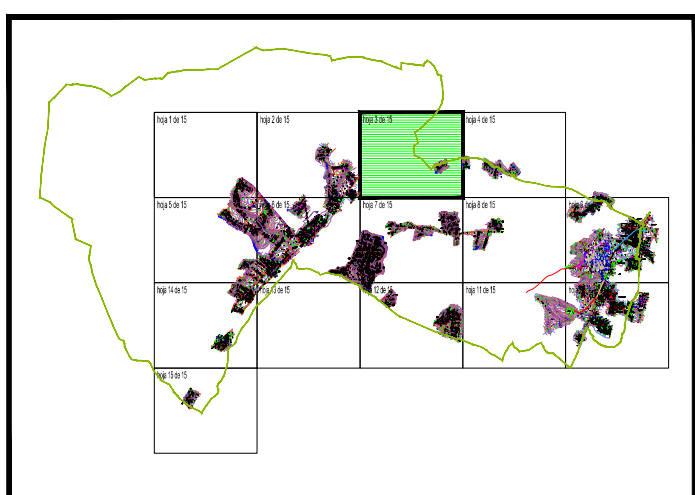 hoja 1 de 15
hoja 2 de 15
hoja 3 de 15
hoja 4 de 15
hoja 5 de 15
hoja 7 de 15
hoja 8 de 15
hoja 14 de 15
hoja 11 de 15
hoja 15 de 15